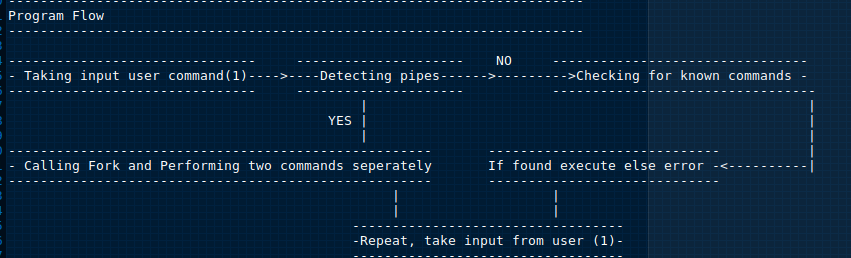 Program Flow
NO
- Taking input user command(1)---->----Detecting pipes------>--------->Checking for known commands -
YES
- Calling Fork and Performing two commands seperately If found execute else error -<----------|
-Repeat, take input from user (1)-